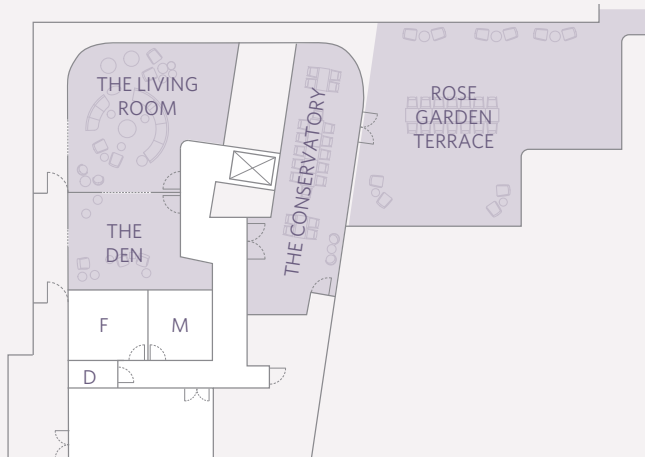 THE LIVING
ROOM
THE CONSERVATORY
ROSE
GARDEN
TERRACE
THE
DEN
F
M
D